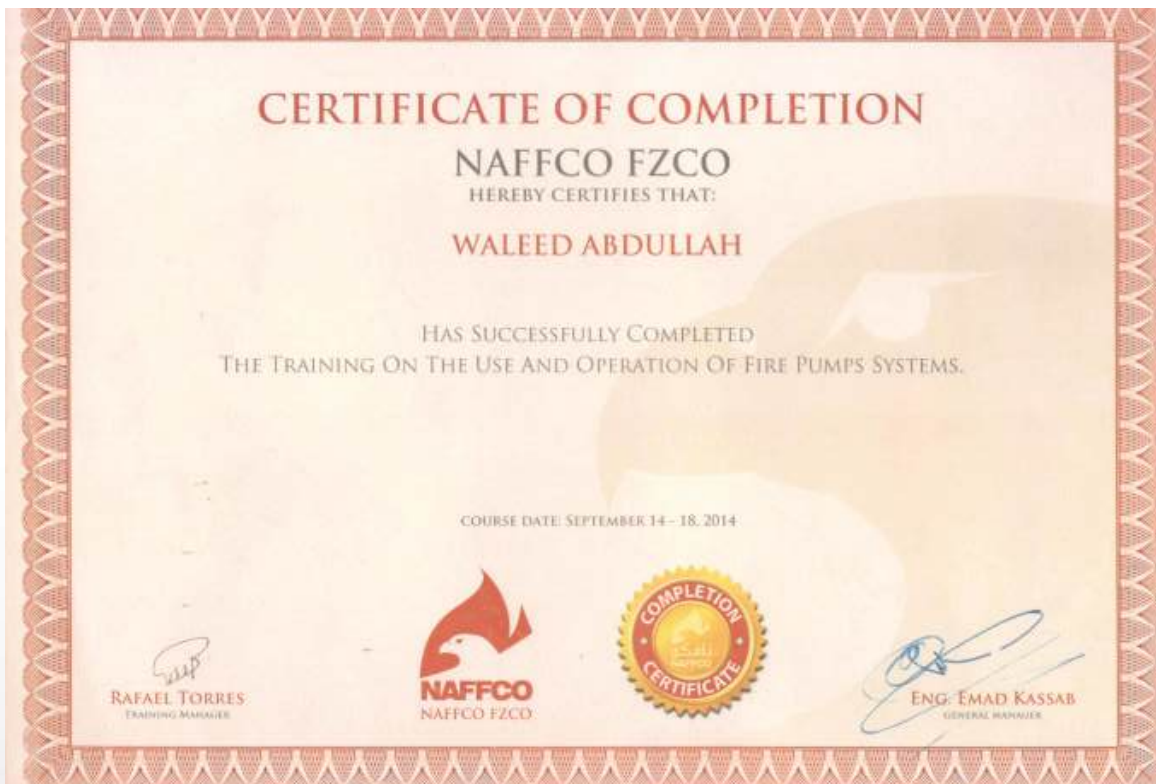 CERTIFICATE OF COMPLETION
NAFFCO FZCO
HEREBY CERTIFIES THAT:
WALEED ABDULLAH
HAS SUCCESSFULLY COMPLETED
THE TRAINING ON THE USE AND OPERATION OF FIRE PUMPS SYSTEMS.
COURSE DATE: SEPTEMBER 14 - 18, 2014
RAFAEL TORRES
TRAINING MANAGER
NAFFCO
NAFFCO FZCO
COMPLETION
نافكو
NAFFCO
CERTIFICATE
ENG. EMAD KASSAB
GENERAL MANAGER